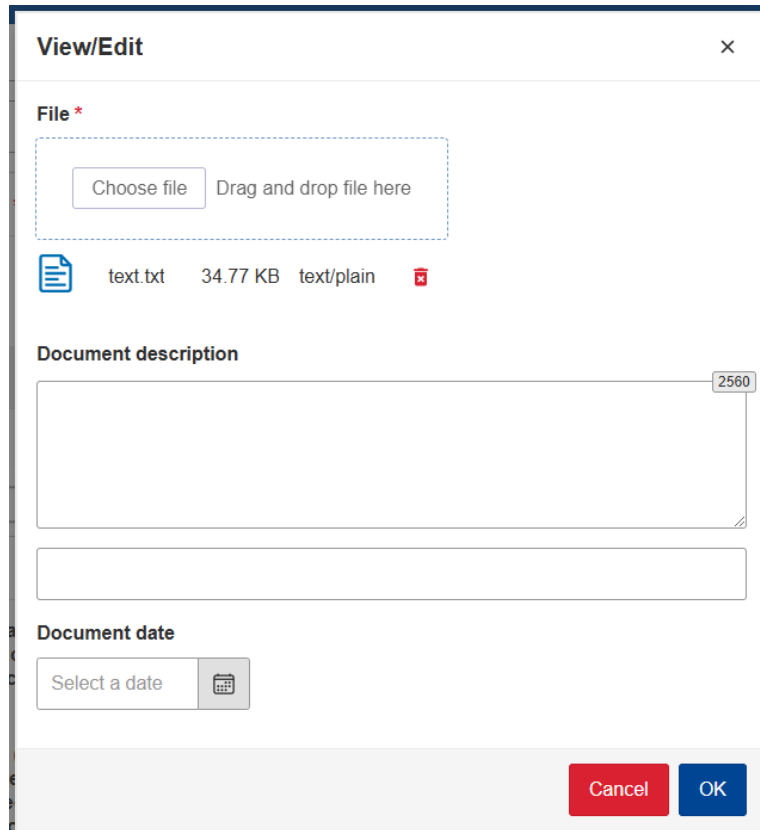 View/Edit
File *
Choose file Drag and drop file here
text.txt 34.77 KB text/plain
Document description
2560
Document date
Select a date
Cancel OK